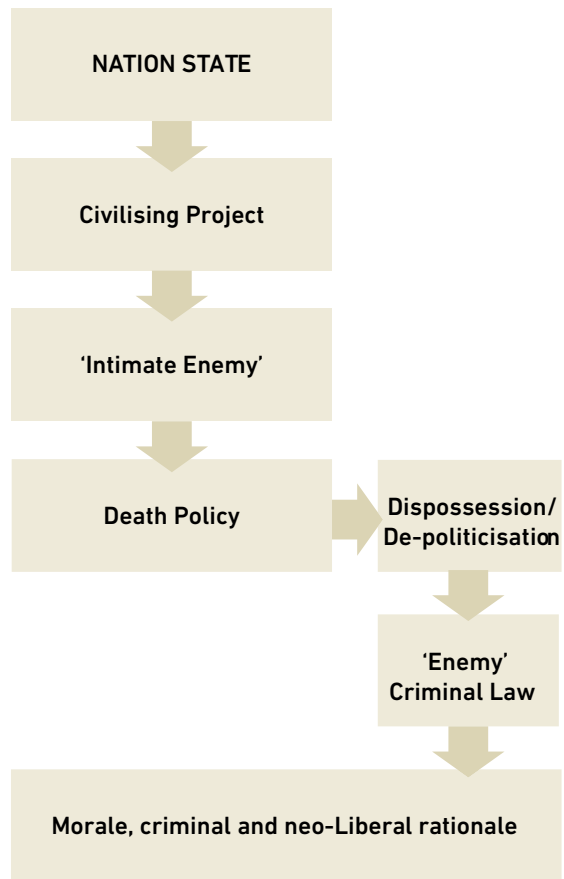 NATION STATE
Civilising Project
‘Intimate Enemy’
Death Policy
Dispossession/
De-politicisation
‘Enemy’
Criminal Law
Morale, criminal and neo-Liberal rationale